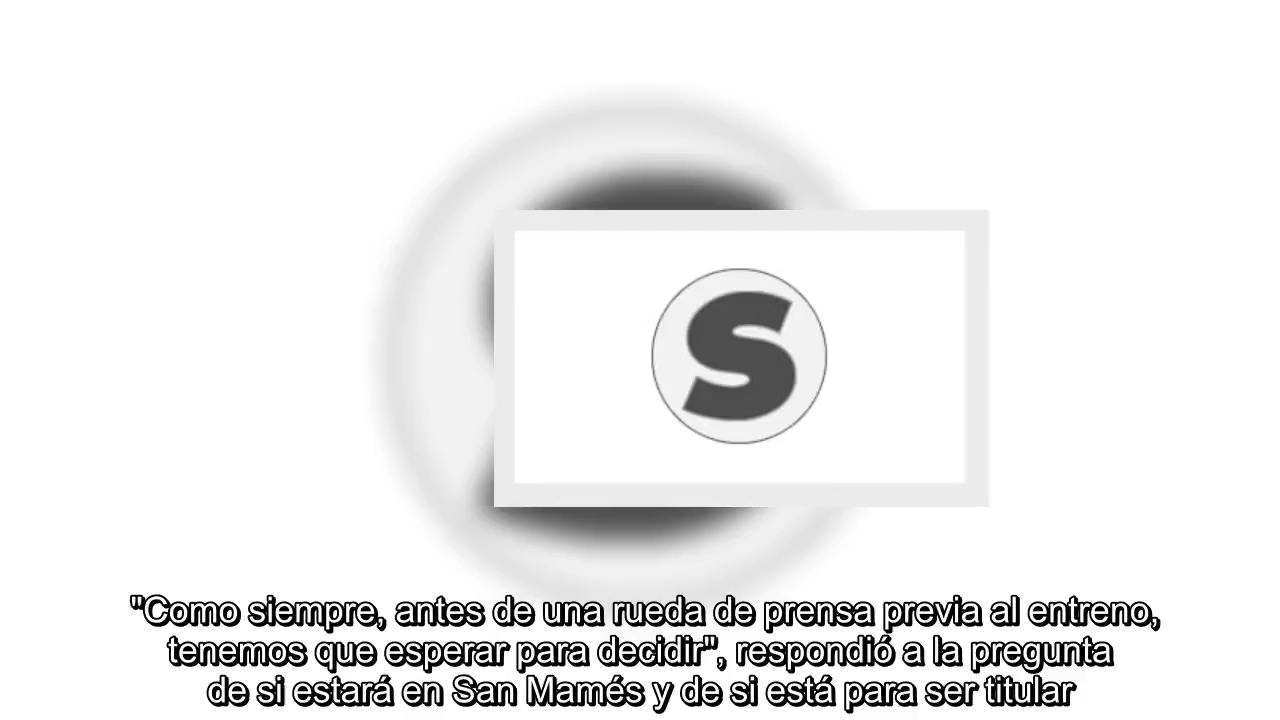 S
"Como siempre, antes de una rueda de prensa previa al entreno,
tenemos que esperar para decidir", respondió a la pregunta
de si estará en San Mamés y de si está para ser titular